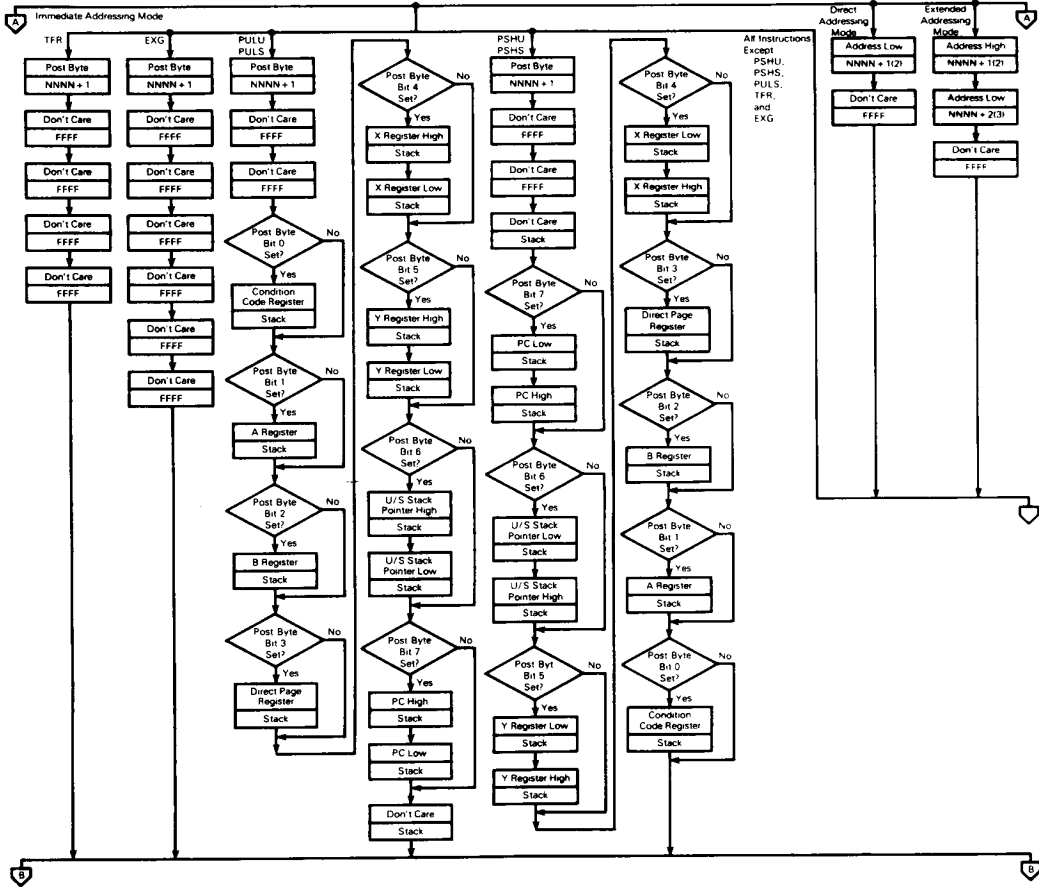 A
Immediate Addressing Mode
A
TFR
Post Byte
NNNN + 1
Don't Care
FFFF
Don't Care
FFFF
Don't Care
FFFF
Don't Care
FFFF
EXG
Post Byte
NNNN + 1
Don't Care
FFFF
Don't Care
FFFF
Don't Care
FFFF
Don't Care
FFFF
Don't Care
FFFF
Don't Care
FFFF
PULU
PULS
Post Byte
NNNN + 1
Don't Care
FFFF
Don't Care
FFFF
Post Byte
Bit 0
Set?
No
Yes
Condition
Code Register
Stack
Post Byte
Bit 1
Set?
No
Yes
A Register
Stack
Post Byte
Bit 2
Set?
No
Yes
B Register
Stack
Post Byte
Bit 3
Set?
No
Yes
Direct Page
Register
Stack
Post Byte
Bit 4
Set?
No
Yes
X Register High
Stack
X Register Low
Stack
Post Byte
Bit 5
Set?
No
Yes
Y Register High
Stack
Y Register Low
Stack
Post Byte
Bit 6
Set?
No
Yes
U/S Stack
Pointer High
Stack
U/S Stack
Pointer Low
Stack
Post Byte
Bit 7
Set?
No
Yes
PC High
Stack
PC Low
Stack
Don't Care
Stack
PSHU
PSHS
Post Byte
NNNN + 1
Don't Care
FFFF
Don't Care
FFFF
Don't Care
Stack
Post Byte
Bit 7
Set?
No
Yes
PC Low
Stack
PC High
Stack
Post Byte
Bit 6
Set?
No
Yes
U/S Stack
Pointer Low
Stack
U/S Stack
Pointer High
Stack
Post Byt
Bit 5
Set?
No
Yes
Y Register Low
Stack
Y Register High
Stack
Post Byte
Bit 4
Set?
No
Yes
X Register Low
Stack
X Register High
Stack
Post Byte
Bit 3
Set?
No
Yes
Direct Page
Register
Stack
Post Byte
Bit 2
Set?
No
Yes
B Register
Stack
Post Byte
Bit 1
Set?
No
Yes
A Register
Stack
Post Byte
Bit 0
Set?
No
Yes
Condition
Code Register
Stack
All Instructions
Except
PSHU,
PSHS,
PULS,
TFR,
and
EXG
Direct
Addressing
Mode
Address Low
NNNN + 1(2)
Don't Care
FFFF
Extended
Addressing
Mode
Address High
NNNN + 1(2)
Address Low
NNNN + 2(3)
Don't Care
FFFF
B
B